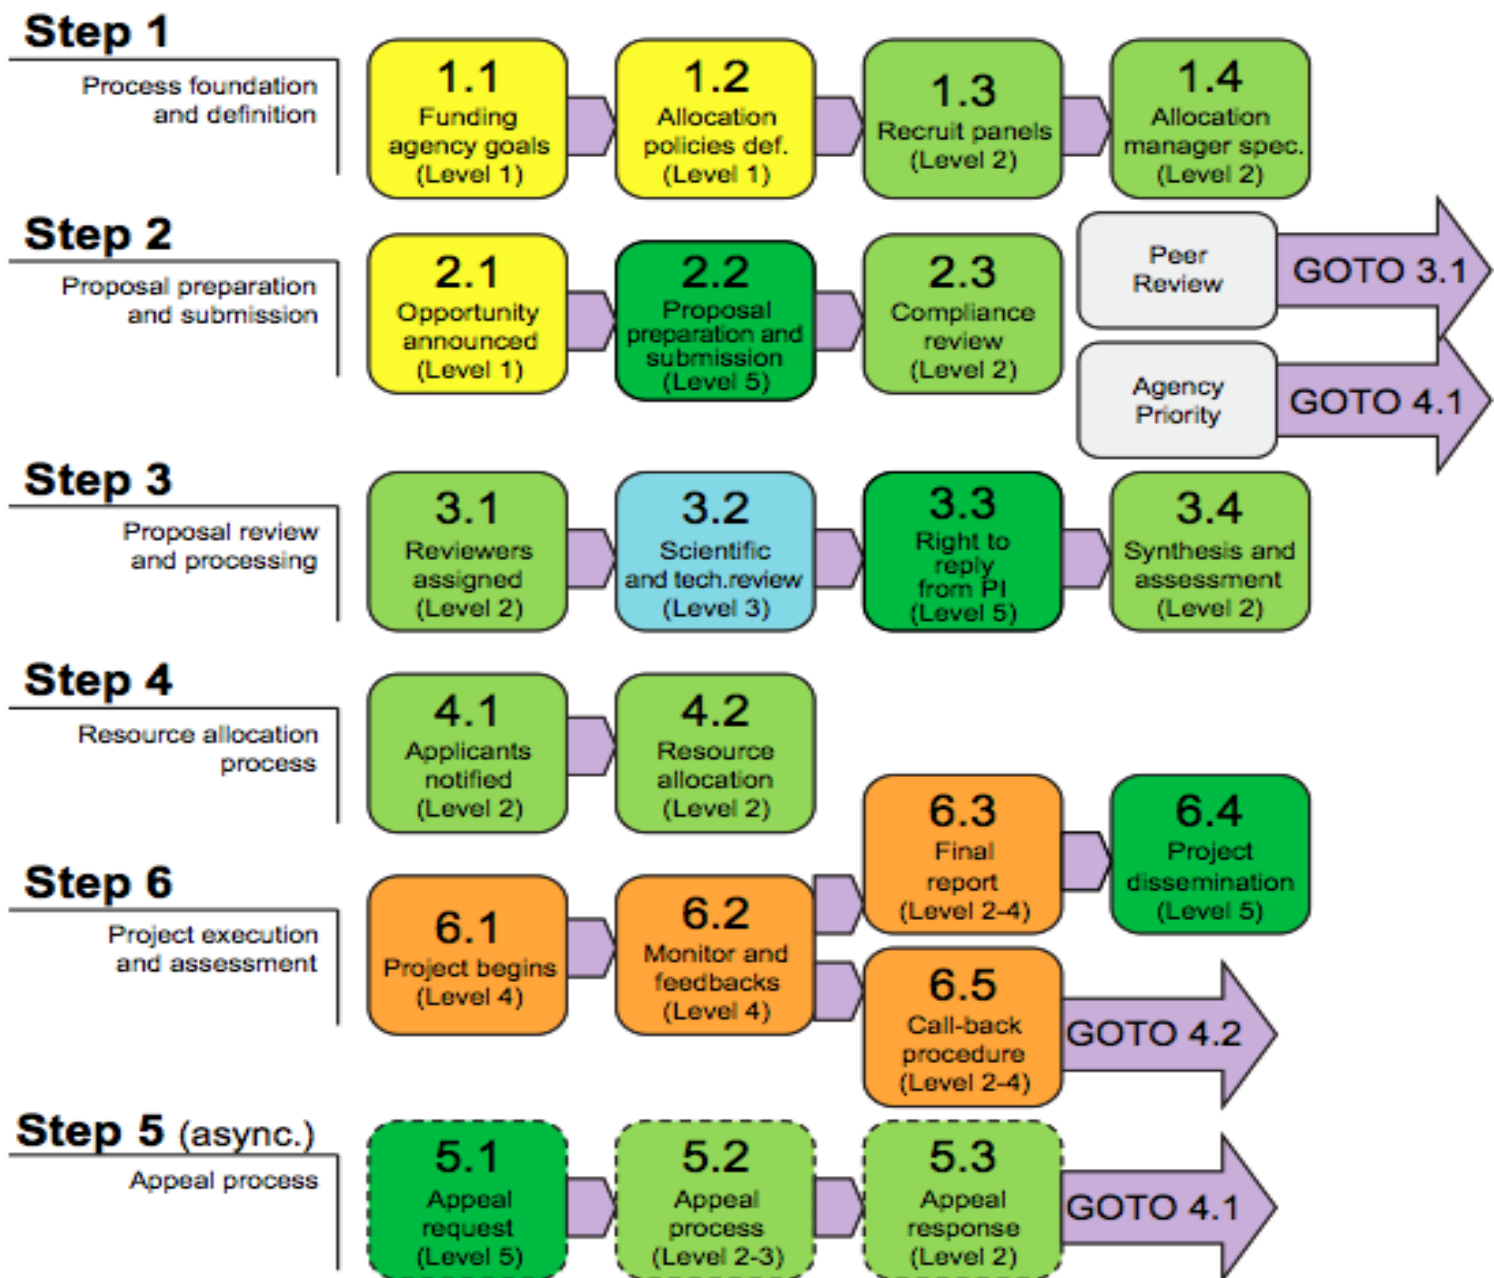 Step 1
Process foundation
and definition
1.1
Funding
agency goals
(Level 1)
1.2
Allocation
policies def.
(Level 1)
1.3
Recruit panels
(Level 2)
1.4
Allocation
manager spec.
(Level 2)
Step 2
Proposal preparation
and submission
2.1
Opportunity
announced
(Level 1)
2.2
Proposal
preparation and
submission
(Level 5)
2.3
Compliance
review
(Level 2)
Peer
Review
GOTO 3.1
Agency
Priority
GOTO 4.1
Step 3
Proposal review
and processing
3.1
Reviewers
assigned
(Level 2)
3.2
Scientific
and tech.review
(Level 3)
3.3
Right to
reply
from PI
(Level 5)
3.4
Synthesis and
assessment
(Level 2)
Step 4
Resource allocation
process
4.1
Applicants
notified
(Level 2)
4.2
Resource
allocation
(Level 2)
Step 6
Project execution
and assessment
6.1
Project begins
(Level 4)
6.2
Monitor and
feedbacks
(Level 4)
6.3
Final
report
(Level 2-4)
6.4
Project
dissemination
(Level 5)
6.5
Call-back
procedure
(Level 2-4)
GOTO 4.2
Step 5 (async.)
Appeal process
5.1
Appeal
request
(Level 5)
5.2
Appeal
process
(Level 2-3)
5.3
Appeal
response
(Level 2)
GOTO 4.1